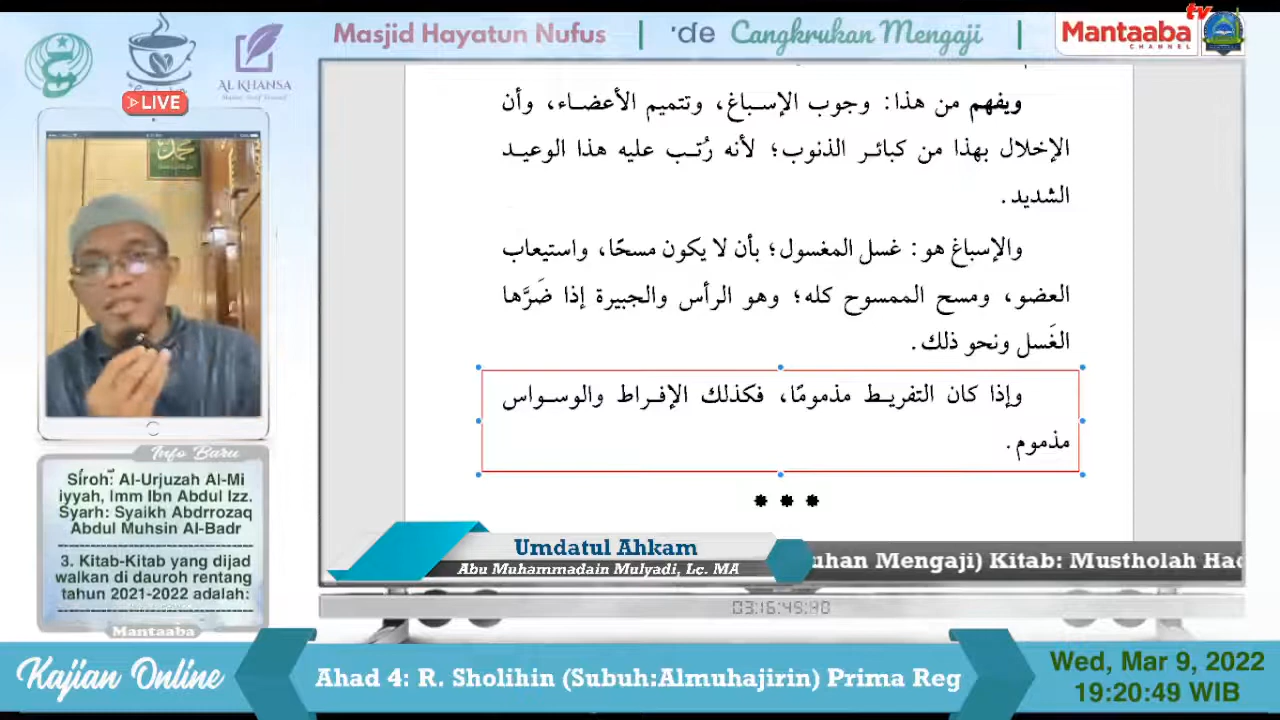 Masjid Hayatun Nufus | 'de Cangkrukan Mengaji |
Mantaaba tv
CHANNEL
AL KHANSA
LIVE
ويفهم من هذا: وجوب الإسباغ، وتتميم الأعضاء، وأن
الإخلال بهذا من كبائر الذنوب؛ لأنه رُتب عليه هذا الوعيد
الشديد.
والإسباغ هو: غسل المغسول؛ بأن لا يكون مسحًا، واستيعاب
العضو، ومسح الممسوح كله؛ وهو الرأس والجبيرة إذا ضَرَّها
الغَسل ونحو ذلك.
وإذا كان التفريط مذمومًا، فكذلك الإفراط والوسواس
مذموم.
Info Baru
Siroh: Al-Urjuzah Al-Mi
iyyah, Imm Ibn Abdul Izz.
Syarh: Syaikh Abdrrozaq
Abdul Muhsin Al-Badr
3. Kitab-Kitab yang dijad
walkan di dauroh rentang
tahun 2021-2022 adalah:
Mantaaba
Umdatul Ahkam
Abu Muhammadain Mulyadi, Lc. MA
uhan Mengaji) Kitab: Mustholah Had
03:16:49:90
Kajian Online
Ahad 4: R. Sholihin (Subuh:Almuhajirin) Prima Reg
Wed, Mar 9, 2022
19:20:49 WIB